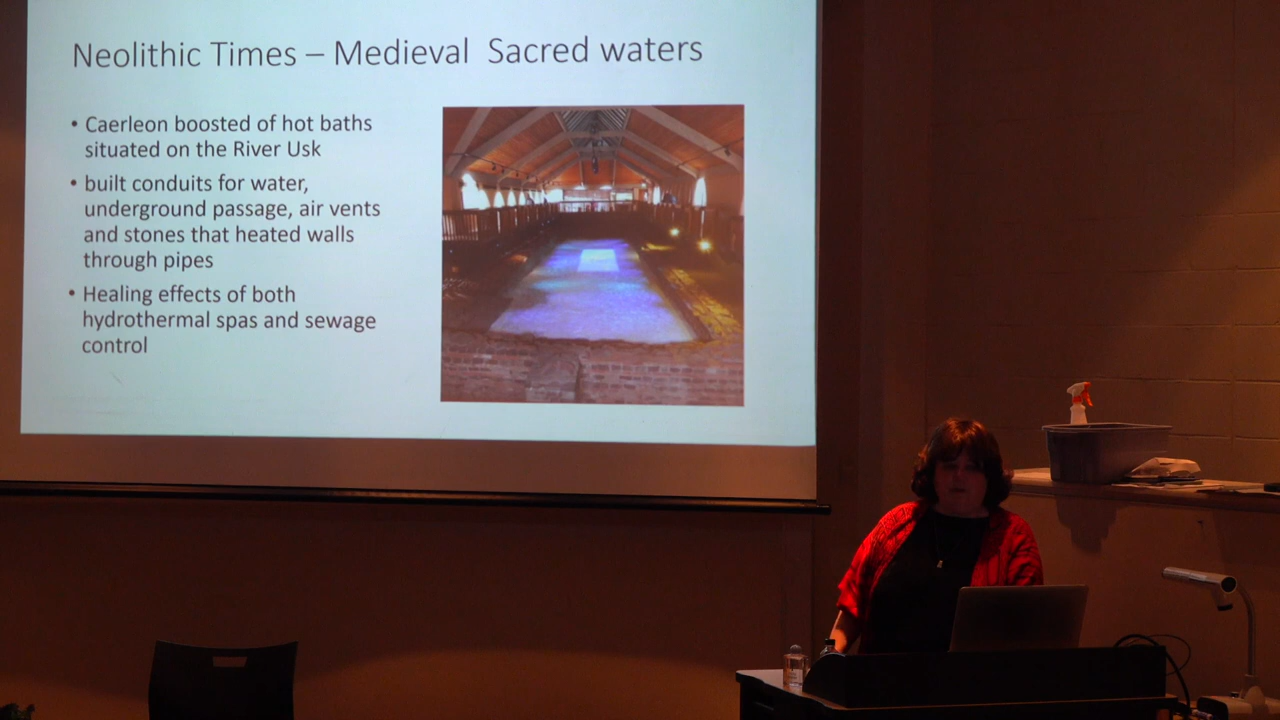 Neolithic Times – Medieval  Sacred waters
• Caerleon boosted of hot baths
situated on the River Usk
• built conduits for water,
underground passage, air vents
and stones that heated walls
through pipes
• Healing effects of both
hydrothermal spas and sewage
control